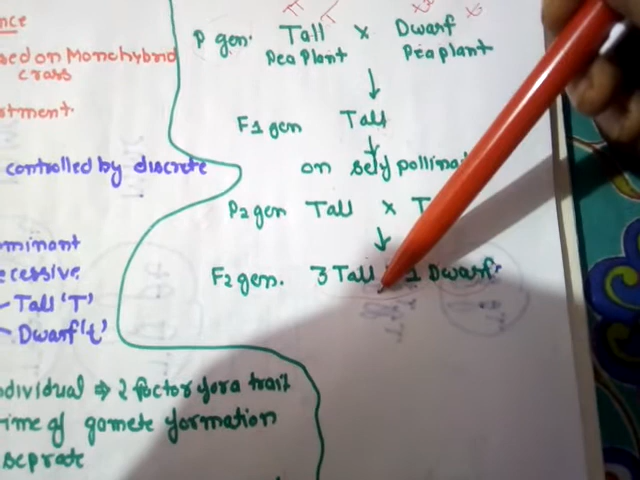 nce
sed on Monohybrid
cross
stment
controlled by discrete
minant
ecessive
- Tall 'T'
- Dwarf 't'
P gen. Tall x Dwarf
Pea Plant Pea plant
F1 gen Tall
on self pollina
P2 gen Tall x T
F2 gen. 3 Tall 1 Dwarf
dividual ⇒ 2 factor for a trait
ime of gamete formation
seprate